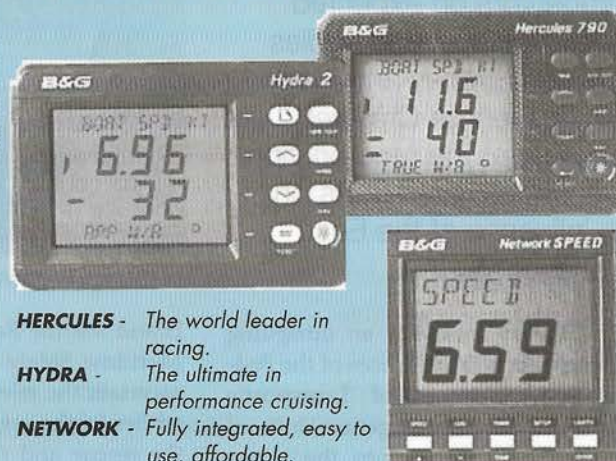 B&G
Hercules 790
BOAT SPD KT
11.6
- 40
TRUE W/A °
B&G
Hydra 2
BOAT SPD KT
6.96
- 32
APP W/A °
B&G
Network SPEED
SPEED
6.59
HERCULES - The world leader in
racing.
HYDRA - The ultimate in
performance cruising.
NETWORK - Fully integrated, easy to
use, affordable.